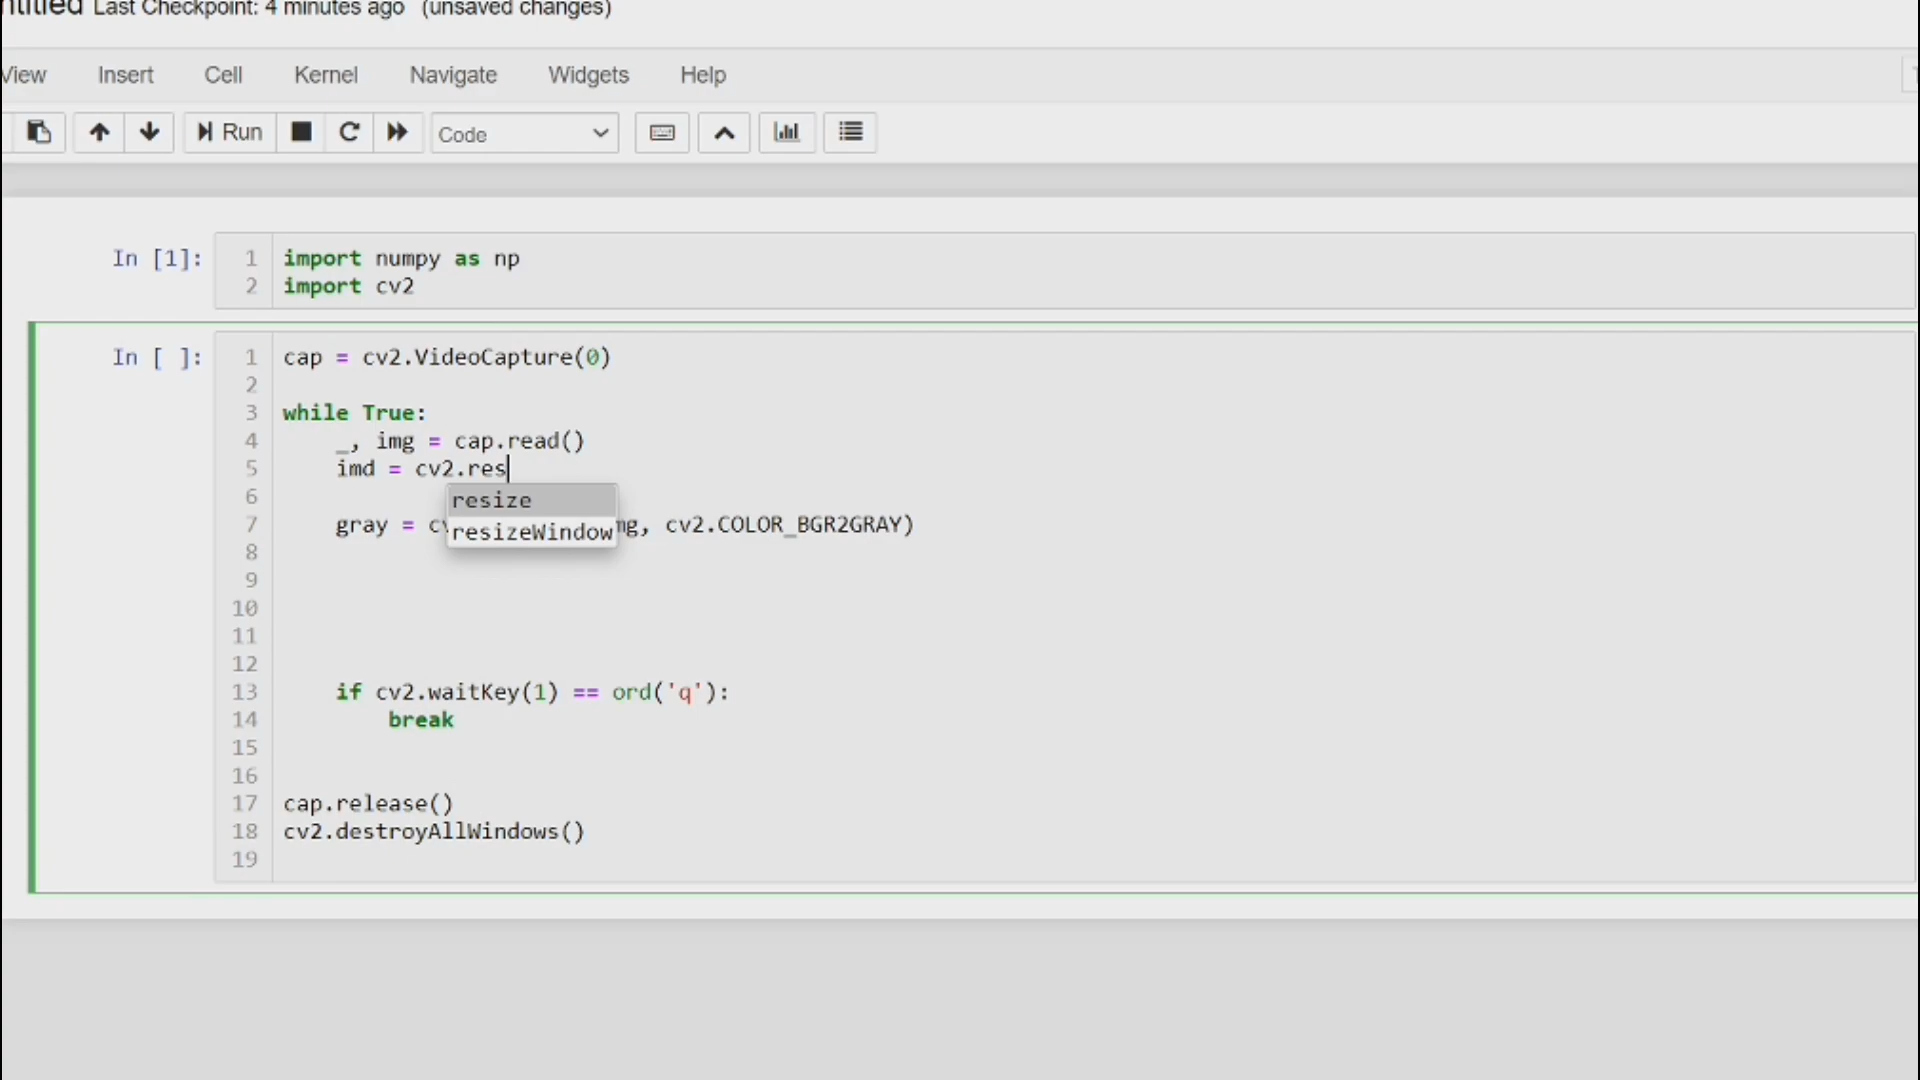 ntitled Last Checkpoint: 4 minutes ago (unsaved changes)
View Insert Cell Kernel Navigate Widgets Help
Run Code
In [1]:
1 import numpy as np
2 import cv2
In [ ]:
1 cap = cv2.VideoCapture(0)
2
3 while True:
4 _, img = cap.read()
5 imd = cv2.res
resize
6
7 gray = cv
resizeWindow
mg, cv2.COLOR_BGR2GRAY)
8
9
10
11
12
13 if cv2.waitKey(1) == ord('q'):
14 break
15
16
17 cap.release()
18 cv2.destroyAllWindows()
19